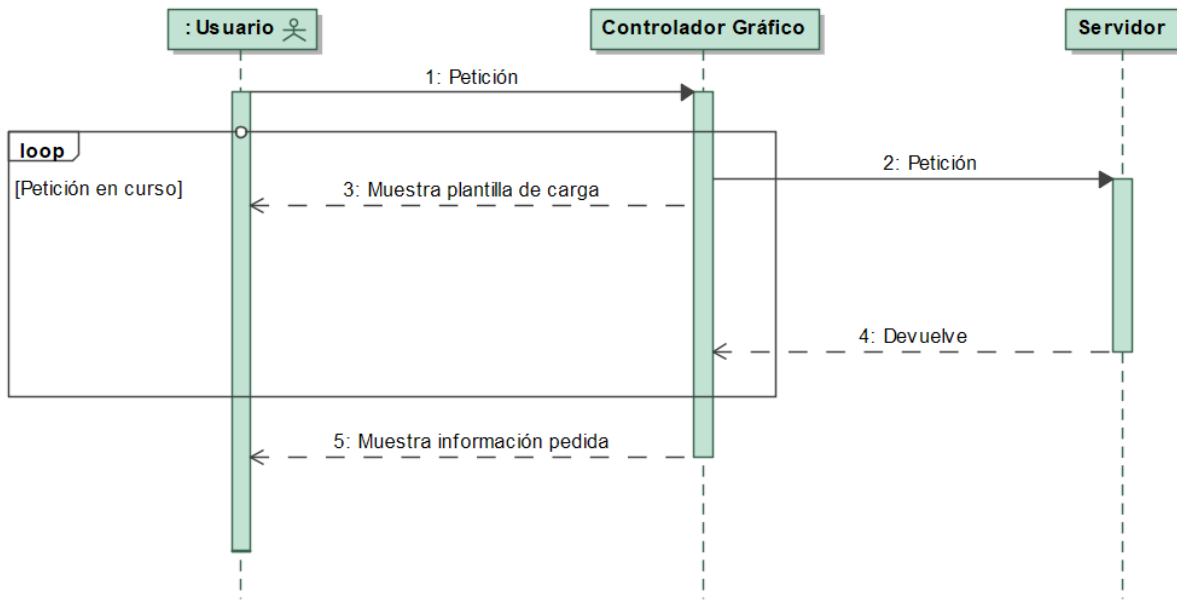 : Usuario
Controlador Gráfico
Servidor
1: Petición
loop
[Petición en curso]
2: Petición
3: Muestra plantilla de carga
4: Devuelve
5: Muestra información pedida